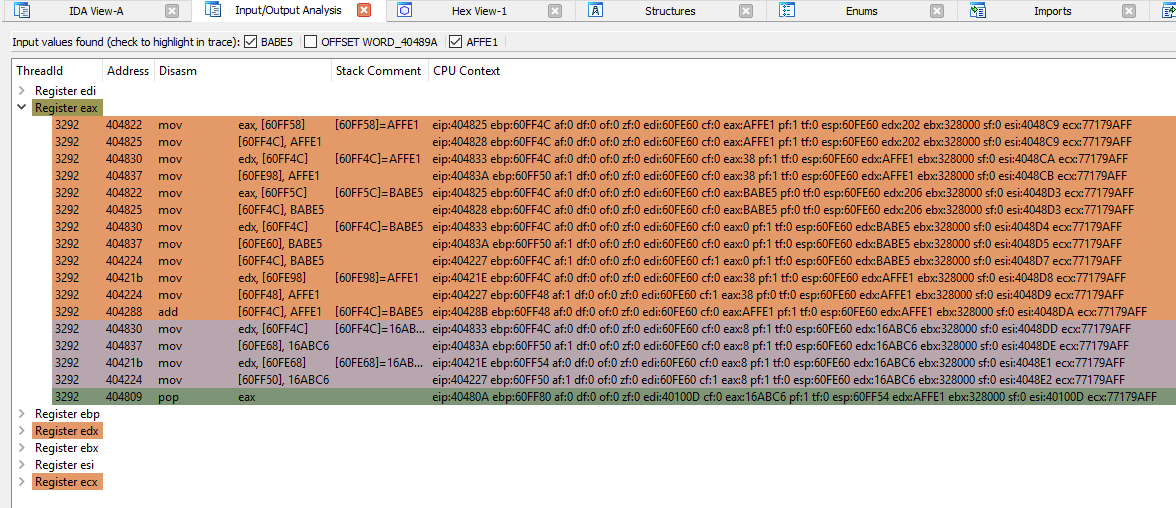 IDA View-A Input/Output Analysis Hex View-1 Structures Enums Imports
Input values found (check to highlight in trace): BABE5 OFFSET WORD_40489A AFFE1
ThreadId Address Disasm Stack Comment CPU Context
Register edi
Register eax
3292 404822 mov eax, [60FF58] [60FF58]=AFFE1 eip:404825 ebp:60FF4C af:0 df:0 of:0 zf:0 edi:60FE60 cf:0 eax:AFFE1 pf:1 tf:0 esp:60FE60 edx:202 ebx:328000 sf:0 esi:4048C9 ecx:77179AFF
3292 404825 mov [60FF4C], AFFE1 eip:404828 ebp:60FF4C af:0 df:0 of:0 zf:0 edi:60FE60 cf:0 eax:AFFE1 pf:1 tf:0 esp:60FE60 edx:202 ebx:328000 sf:0 esi:4048C9 ecx:77179AFF
3292 404830 mov edx, [60FF4C] [60FF4C]=AFFE1 eip:404833 ebp:60FF4C af:0 df:0 of:0 zf:0 edi:60FE60 cf:0 eax:38 pf:1 tf:0 esp:60FE60 edx:AFFE1 ebx:328000 sf:0 esi:4048CA ecx:77179AFF
3292 404837 mov [60FE98], AFFE1 eip:40483A ebp:60FF50 af:1 df:0 of:0 zf:0 edi:60FE60 cf:0 eax:38 pf:1 tf:0 esp:60FE60 edx:AFFE1 ebx:328000 sf:0 esi:4048CB ecx:77179AFF
3292 404822 mov eax, [60FF5C] [60FF5C]=BABE5 eip:404825 ebp:60FF4C af:0 df:0 of:0 zf:0 edi:60FE60 cf:0 eax:BABE5 pf:0 tf:0 esp:60FE60 edx:206 ebx:328000 sf:0 esi:4048D3 ecx:77179AFF
3292 404825 mov [60FF4C], BABE5 eip:404828 ebp:60FF4C af:0 df:0 of:0 zf:0 edi:60FE60 cf:0 eax:BABE5 pf:0 tf:0 esp:60FE60 edx:206 ebx:328000 sf:0 esi:4048D3 ecx:77179AFF
3292 404830 mov edx, [60FF4C] [60FF4C]=BABE5 eip:404833 ebp:60FF4C af:0 df:0 of:0 zf:0 edi:60FE60 cf:0 eax:0 pf:1 tf:0 esp:60FE60 edx:BABE5 ebx:328000 sf:0 esi:4048D4 ecx:77179AFF
3292 404837 mov [60FE60], BABE5 eip:40483A ebp:60FF50 af:1 df:0 of:0 zf:0 edi:60FE60 cf:0 eax:0 pf:1 tf:0 esp:60FE60 edx:BABE5 ebx:328000 sf:0 esi:4048D5 ecx:77179AFF
3292 404224 mov [60FF4C], BABE5 eip:404227 ebp:60FF4C af:0 df:0 of:0 zf:0 edi:60FE60 cf:1 eax:0 pf:1 tf:0 esp:60FE60 edx:BABE5 ebx:328000 sf:0 esi:4048D7 ecx:77179AFF
3292 40421b mov edx, [60FE98] [60FE98]=AFFE1 eip:40421E ebp:60FF4C af:0 df:0 of:0 zf:0 edi:60FE60 cf:0 eax:38 pf:1 tf:0 esp:60FE60 edx:AFFE1 ebx:328000 sf:0 esi:4048D8 ecx:77179AFF
3292 404224 mov [60FF48], AFFE1 eip:404227 ebp:60FF48 af:1 df:0 of:0 zf:0 edi:60FE60 cf:1 eax:38 pf:0 tf:0 esp:60FE60 edx:AFFE1 ebx:328000 sf:0 esi:4048D9 ecx:77179AFF
3292 404288 add [60FF4C], AFFE1 [60FF4C]=BABE5 eip:40428B ebp:60FF48 af:0 df:0 of:0 zf:0 edi:60FE60 cf:0 eax:AFFE1 pf:1 tf:0 esp:60FE60 edx:AFFE1 ebx:328000 sf:0 esi:4048DA ecx:77179AFF
3292 404830 mov edx, [60FF4C] [60FF4C]=16AB... eip:404833 ebp:60FF4C af:0 df:0 of:0 zf:0 edi:60FE60 cf:0 eax:8 pf:1 tf:0 esp:60FE60 edx:16ABC6 ebx:328000 sf:0 esi:4048DD ecx:77179AFF
3292 404837 mov [60FE68], 16ABC6 eip:40483A ebp:60FF50 af:1 df:0 of:0 zf:0 edi:60FE60 cf:0 eax:8 pf:1 tf:0 esp:60FE60 edx:16ABC6 ebx:328000 sf:0 esi:4048DE ecx:77179AFF
3292 40421b mov edx, [60FE68] [60FE68]=16AB... eip:40421E ebp:60FF54 af:0 df:0 of:0 zf:0 edi:60FE60 cf:0 eax:8 pf:1 tf:0 esp:60FE60 edx:16ABC6 ebx:328000 sf:0 esi:4048E1 ecx:77179AFF
3292 404224 mov [60FF50], 16ABC6 eip:404227 ebp:60FF50 af:1 df:0 of:0 zf:0 edi:60FE60 cf:1 eax:8 pf:1 tf:0 esp:60FE60 edx:16ABC6 ebx:328000 sf:0 esi:4048E2 ecx:77179AFF
3292 404809 pop eax eip:40480A ebp:60FF80 af:0 df:0 of:0 zf:0 edi:40100D cf:0 eax:16ABC6 pf:1 tf:0 esp:60FF54 edx:AFFE1 ebx:328000 sf:0 esi:40100D ecx:77179AFF
Register ebp
Register edx
Register ebx
Register esi
Register ecx